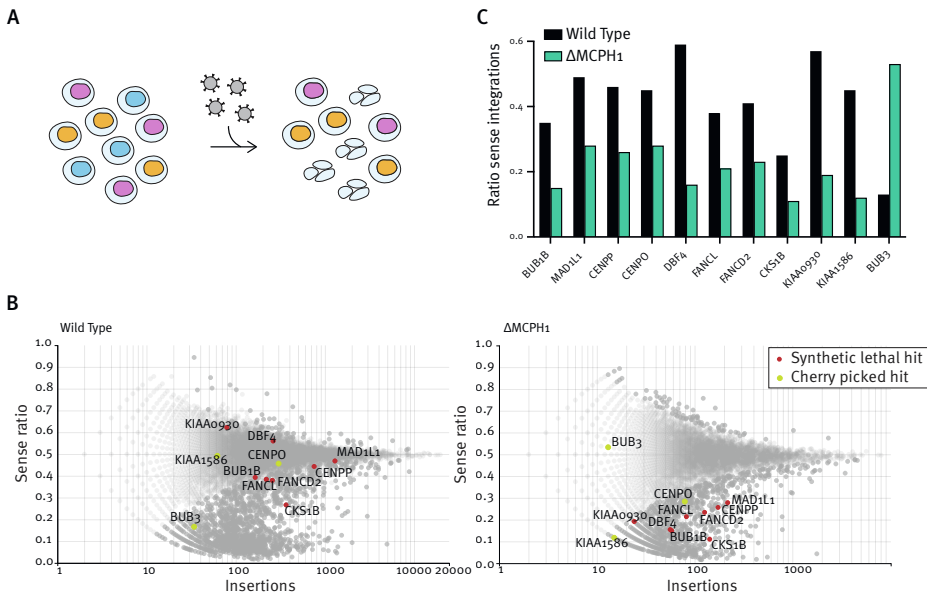 A
C
Wild Type
ΔMCPH1
Ratio sense integrations
0.6
0.4
0.2
0.0
BUB1B
MAD1L1
CENPP
CENPO
DBF4
FANCL
FANCD2
CKS1B
KIAA0930
KIAA1586
BUB3
B
Wild Type
Sense ratio
1.0
0.9
0.8
0.7
0.6
0.5
0.4
0.3
0.2
0.1
0.0
KIAA0930
DBF4
CENPO
MAD1L1
KIAA1586
BUB1B
CENPP
FANCL
FANCD2
CKS1B
BUB3
1
10
100
1000
10000
20000
Insertions
ΔMCPH1
Synthetic lethal hit
Cherry picked hit
Sense ratio
1.0
0.9
0.8
0.7
0.6
0.5
0.4
0.3
0.2
0.1
0.0
BUB3
CENPO
MAD1L1
FANCL
CENPP
KIAA0930
DBF4
FANCD2
BUB1B
KIAA1586
CKS1B
1
10
100
1000
Insertions